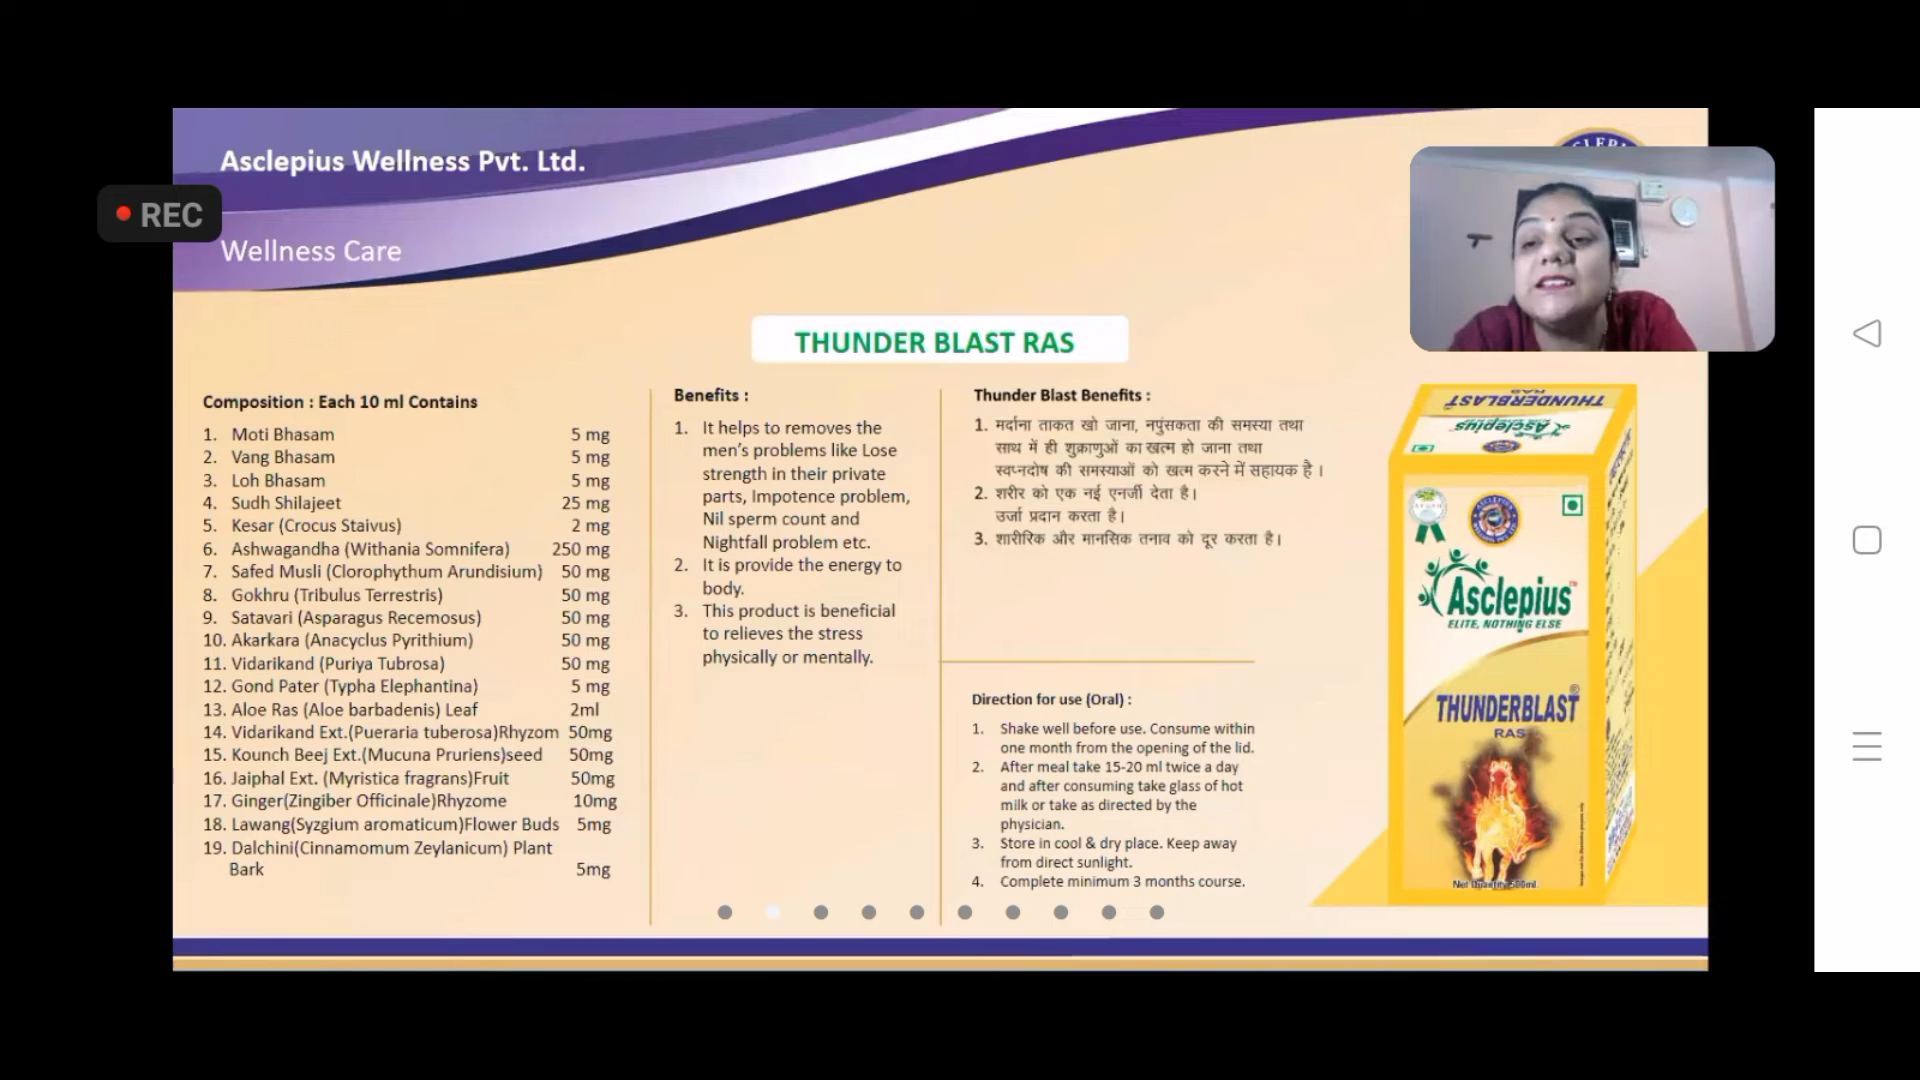 Asclepius Wellness Pvt. Ltd.
REC
Wellness Care
THUNDER BLAST RAS
Composition : Each 10 ml Contains
1. Moti Bhasam 5 mg
2. Vang Bhasam 5 mg
3. Loh Bhasam 5 mg
4. Sudh Shilajeet 25 mg
5. Kesar (Crocus Staivus) 2 mg
6. Ashwagandha (Withania Somnifera) 250 mg
7. Safed Musli (Clorophythum Arundisium) 50 mg
8. Gokhru (Tribulus Terrestris) 50 mg
9. Satavari (Asparagus Recemosus) 50 mg
10. Akarkara (Anacyclus Pyrithium) 50 mg
11. Vidarikand (Puriya Tubrosa) 50 mg
12. Gond Pater (Typha Elephantina) 5 mg
13. Aloe Ras (Aloe barbadenis) Leaf 2ml
14. Vidarikand Ext.(Pueraria tuberosa)Rhyzom 50mg
15. Kounch Beej Ext.(Mucuna Pruriens)seed 50mg
16. Jaiphal Ext. (Myristica fragrans)Fruit 50mg
17. Ginger(Zingiber Officinale)Rhyzome 10mg
18. Lawang(Syzgium aromaticum)Flower Buds 5mg
19. Dalchini(Cinnamomum Zeylanicum) Plant
Bark 5mg
Benefits :
1. It helps to removes the
men's problems like Lose
strength in their private
parts, Impotence problem,
Nil sperm count and
Nightfall problem etc.
2. It is provide the energy to
body.
3. This product is beneficial
to relieves the stress
physically or mentally.
Thunder Blast Benefits :
1. मर्दाना ताकत खो जाना, नपुंसकता की समस्या तथा
साथ में ही शुक्राणुओं का खत्म हो जाना तथा
स्वप्नदोष की समस्याओं को खत्म करने में सहायक है ।
2. शरीर को एक नई एनर्जी देता है।
उर्जा प्रदान करता है।
3. शारीरिक और मानसिक तनाव को दूर करता है।
Direction for use (Oral) :
1. Shake well before use. Consume within
one month from the opening of the lid.
2. After meal take 15-20 ml twice a day
and after consuming take glass of hot
milk or take as directed by the
physician.
3. Store in cool & dry place. Keep away
from direct sunlight.
4. Complete minimum 3 months course.
THUNDERBLAST
RAS
Asclepius
Asclepius
ELITE, NOTHING ELSE
THUNDERBLAST
RAS
Net Quantity 500ml.